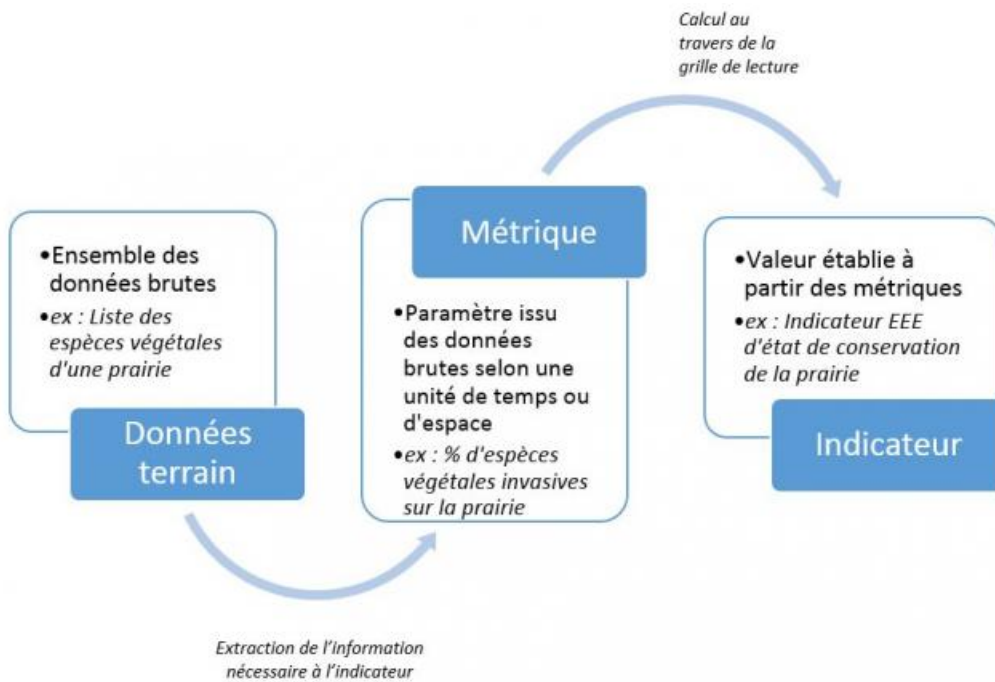 Calcul au
travers de la
grille de lecture
•Ensemble des
données brutes
•ex : Liste des
espèces végétales
d'une prairie
Données
terrain
Métrique
•Paramètre issu
des données
brutes selon une
unité de temps ou
d'espace
•ex : % d'espèces
végétales invasives
sur la prairie
•Valeur établie à
partir des métriques
•ex : Indicateur EEE
d'état de conservation
de la prairie
Indicateur
Extraction de l'information
nécessaire à l'indicateur